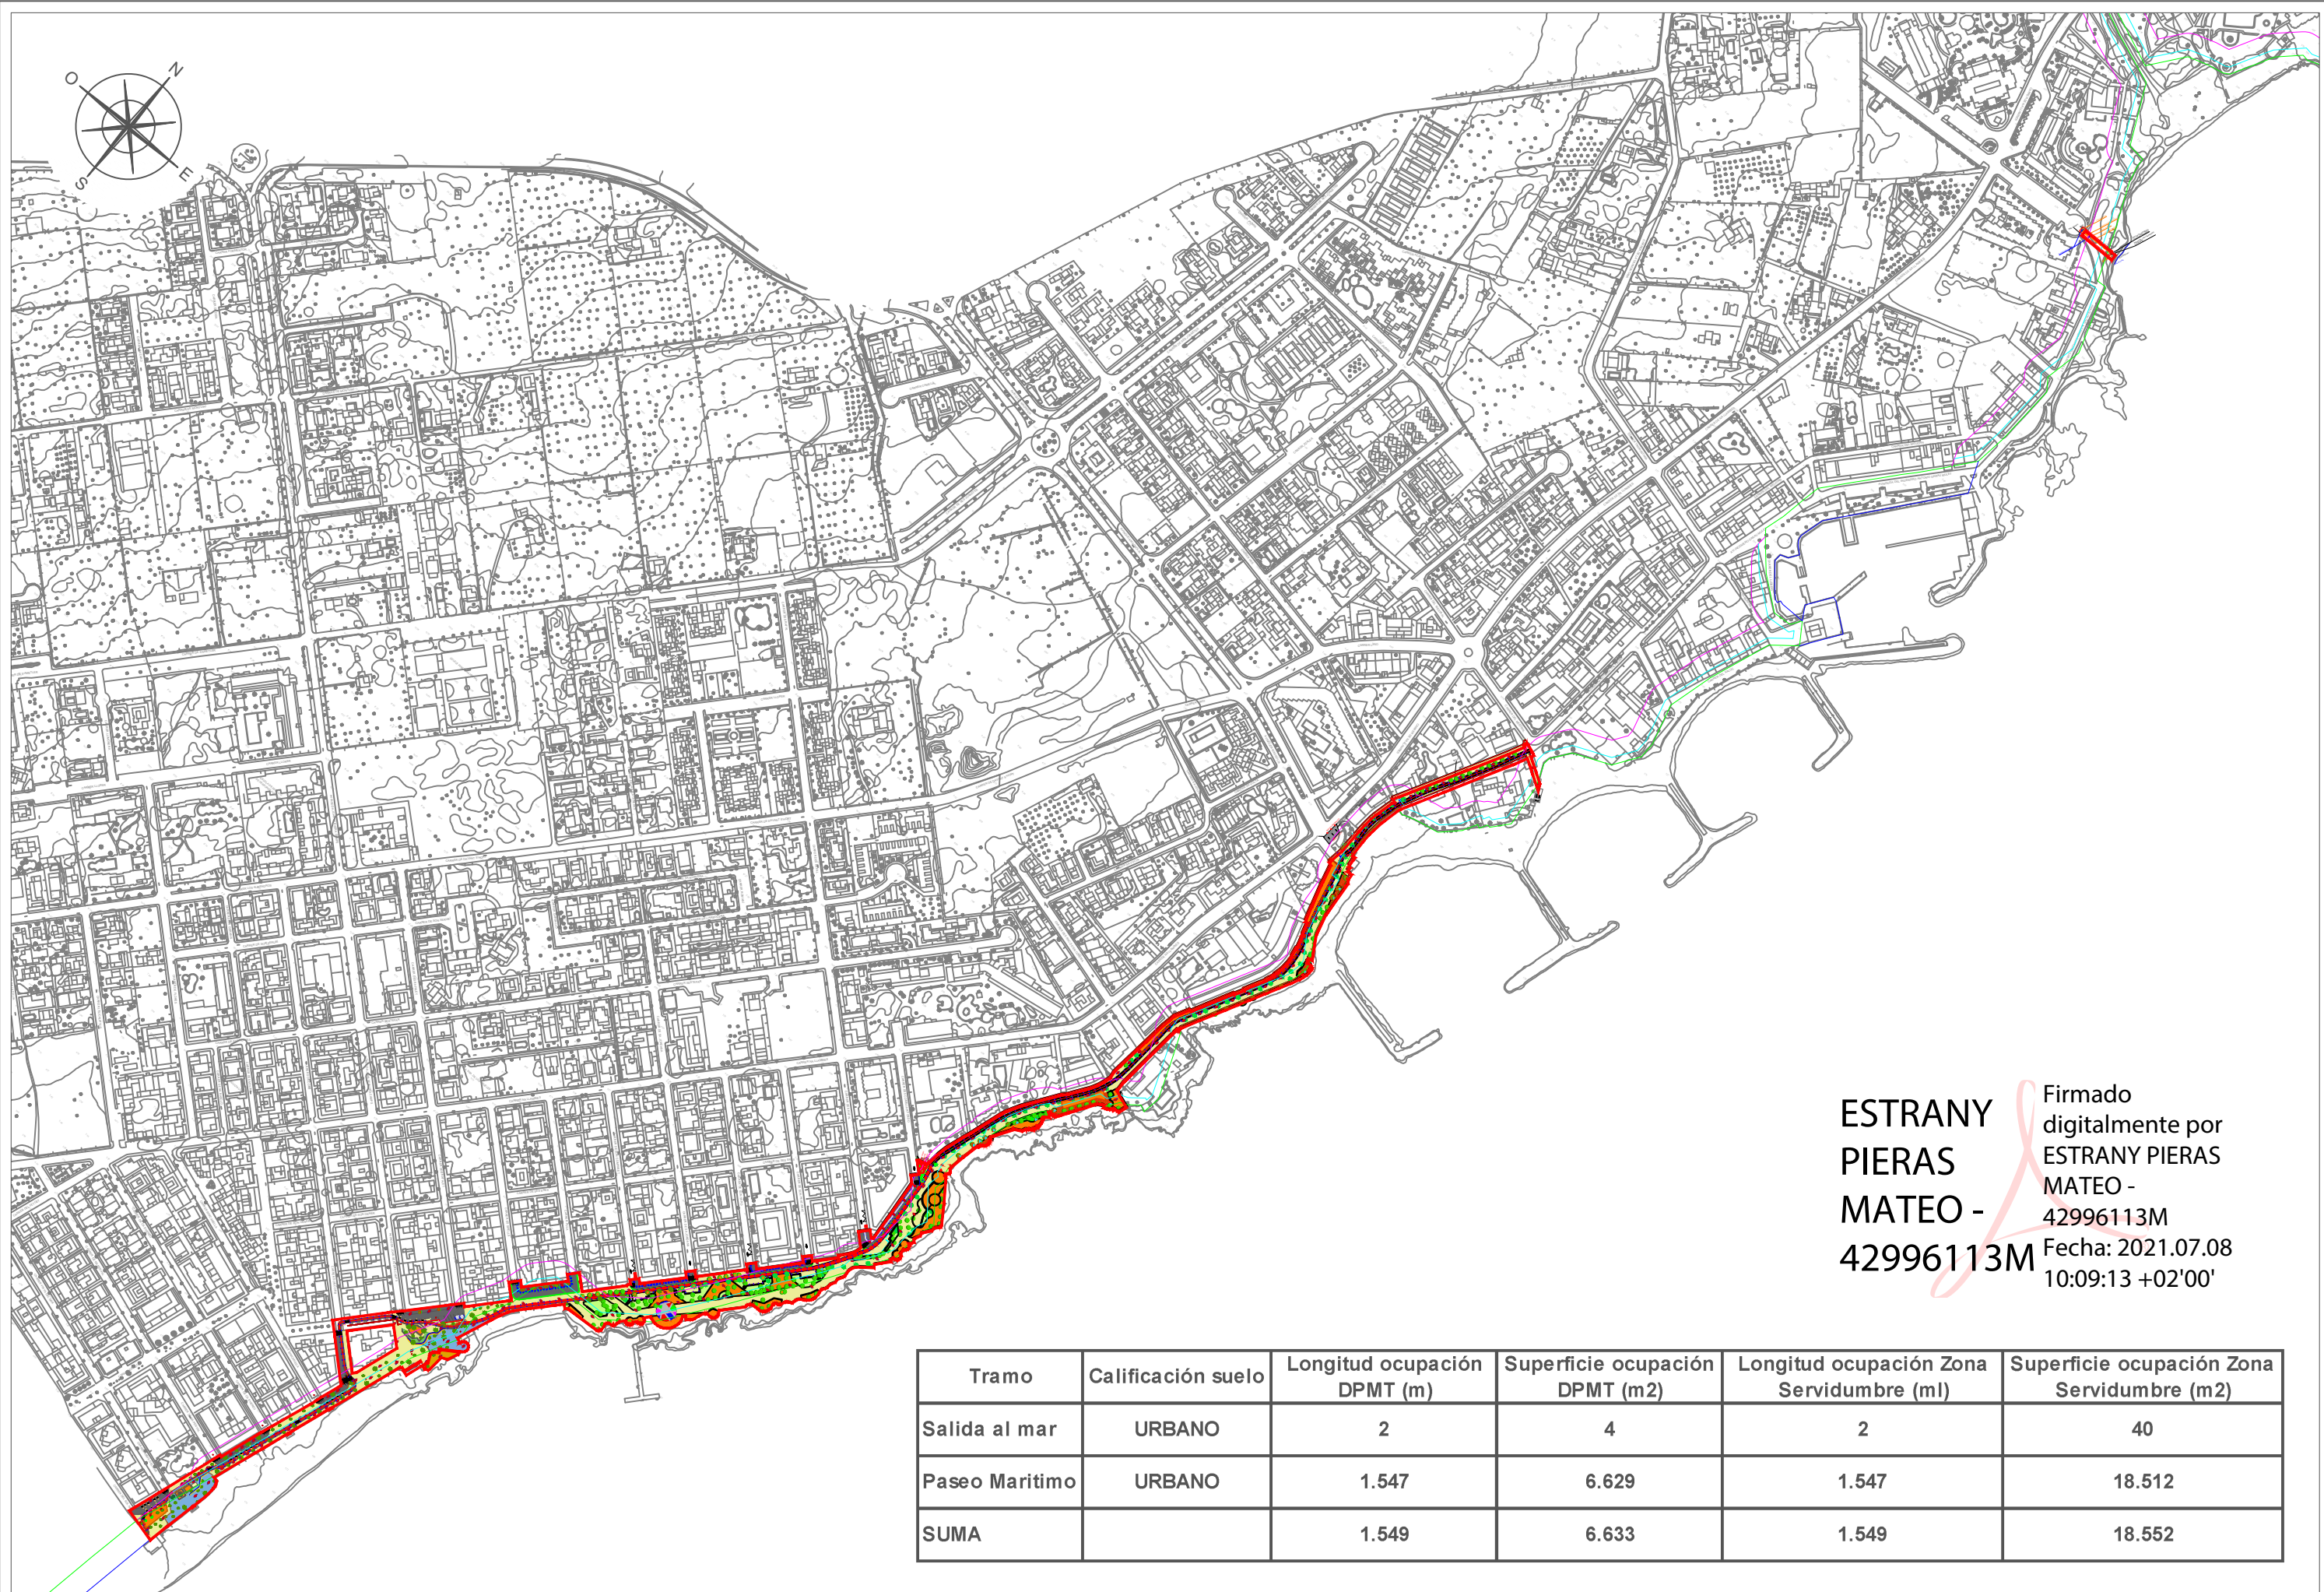 O
N
S
E
ESTRANY
PIERAS
MATEO -
42996113M
Firmado
digitalmente por
ESTRANY PIERAS
MATEO -
42996113M
Fecha: 2021.07.08
10:09:13 +02'00'
Tramo Calificación suelo Longitud ocupación DPMT (m) Superficie ocupación DPMT (m2) Longitud ocupación Zona Servidumbre (ml) Superficie ocupación Zona Servidumbre (m2)
Salida al mar URBANO 2 4 2 40
Paseo Maritimo URBANO 1.547 6.629 1.547 18.512
SUMA 1.549 6.633 1.549 18.552